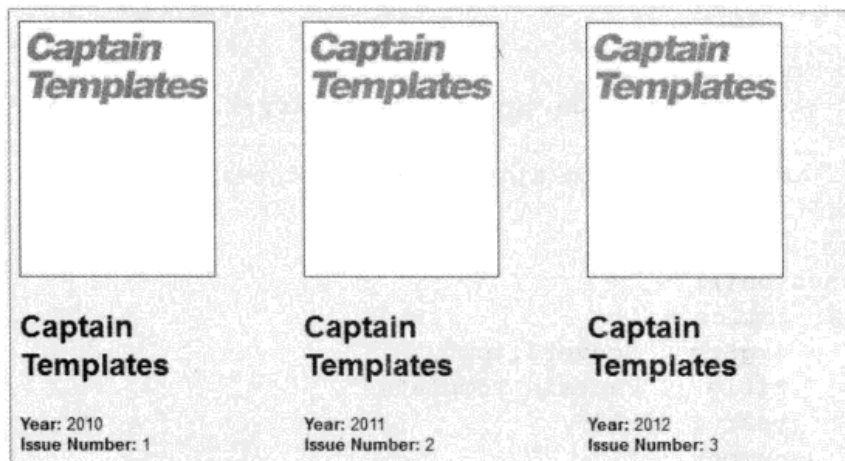 Captain
Templates
Captain
Templates
Captain
Templates
Captain
Templates
Year: 2010
Issue Number: 1
Captain
Templates
Year: 2011
Issue Number: 2
Captain
Templates
Year: 2012
Issue Number: 3